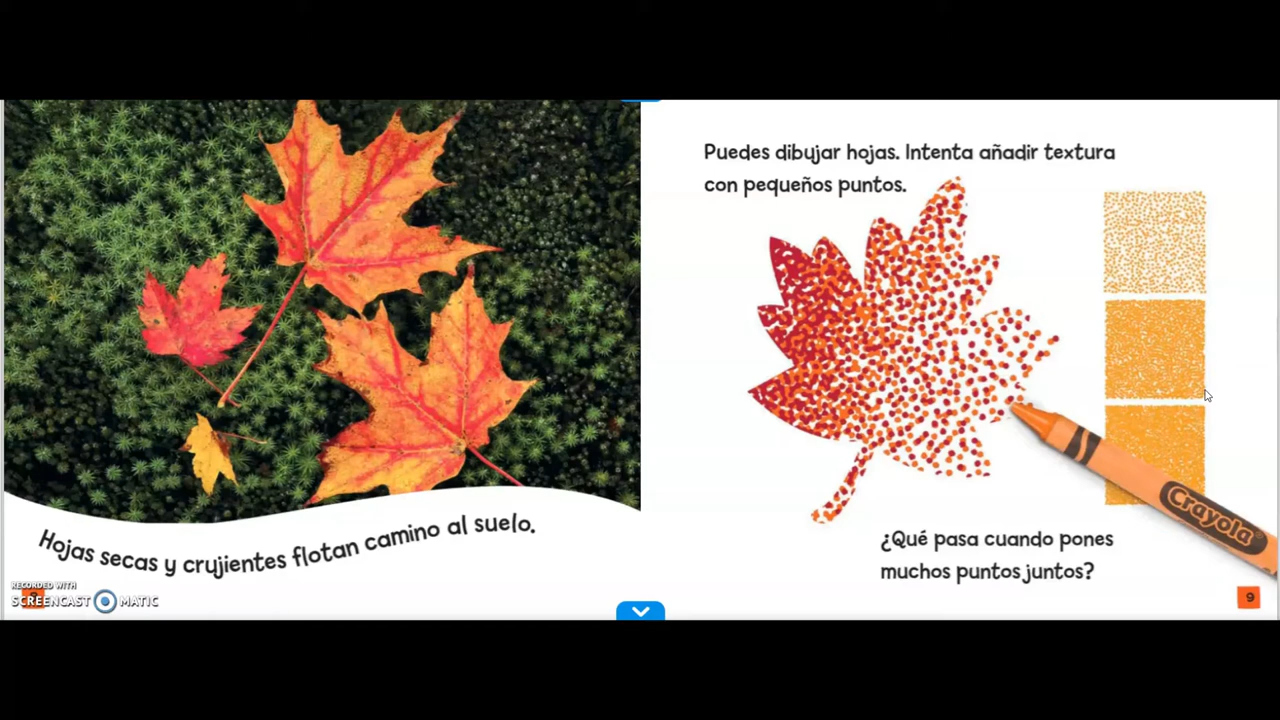 Hojas secas y crujientes flotan camino al suelo.
RECORDED WITH
SCREENCAST MATIC
Puedes dibujar hojas. Intenta añadir textura
con pequeños puntos.
Crayola
¿Qué pasa cuando pones
muchos puntos juntos?
9